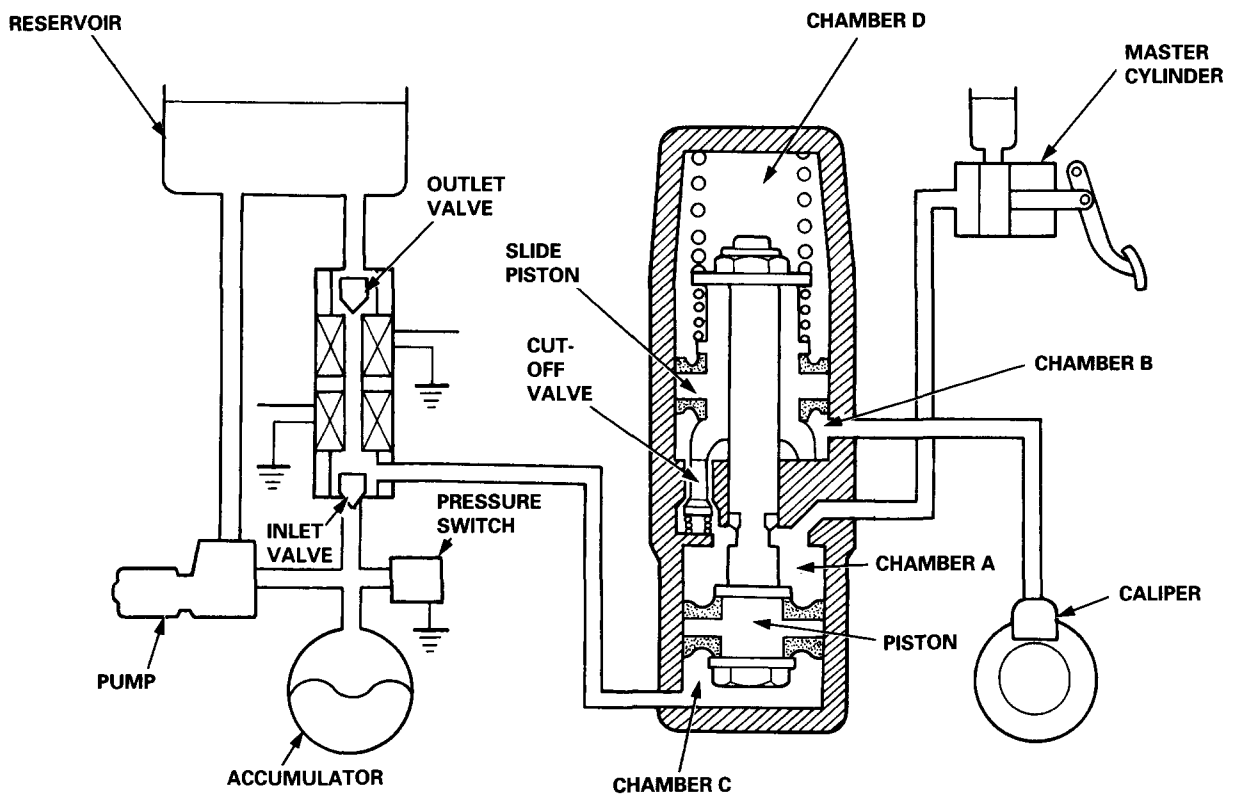 RESERVOIR
CHAMBER D
MASTER
CYLINDER
OUTLET
VALVE
SLIDE
PISTON
CUT-
OFF
VALVE
CHAMBER B
INLET
VALVE
PRESSURE
SWITCH
CHAMBER A
CALIPER
PISTON
PUMP
ACCUMULATOR
CHAMBER C